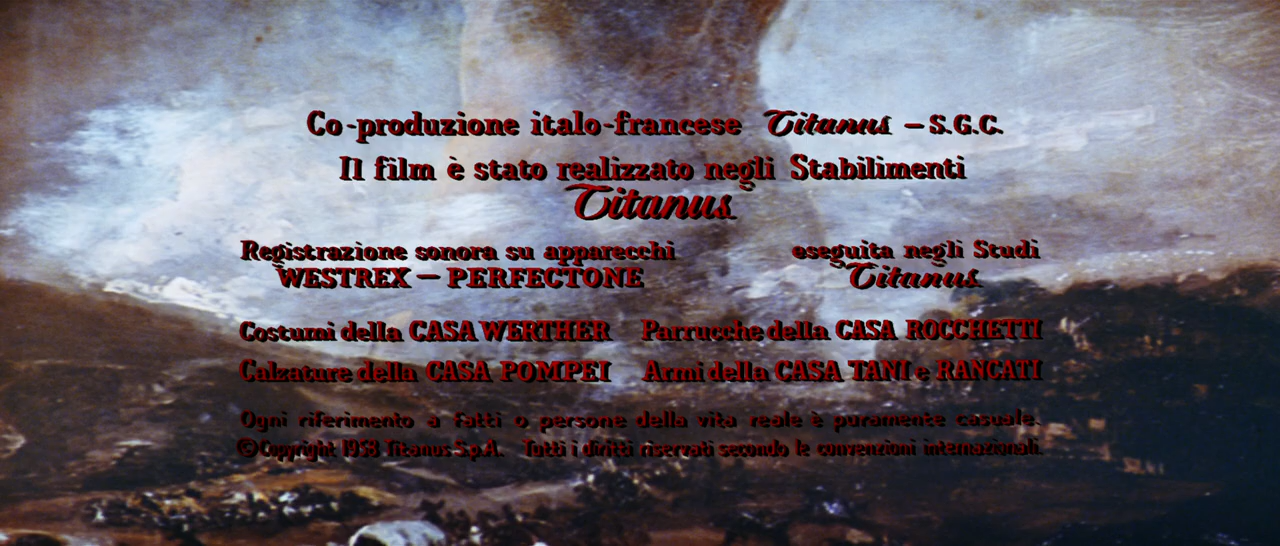 Co-produzione italo-francese Titanus – S.G.C.
Il film è stato realizzato negli Stabilimenti
Titanus
Registrazione sonora su apparecchi
WESTREX – PERFECTONE
eseguita negli Studi
Titanus
Costumi della CASA WERTHER
Parrucche della CASA ROCCHETTI
Calzature della CASA POMPEI
Armi della CASA TANI e RANCATI
Ogni riferimento a fatti o persone della vita reale è puramente casuale.
© Copyright 1958 Titanus S.p.A. Tutti i diritti riservati secondo le convenzioni internazionali.